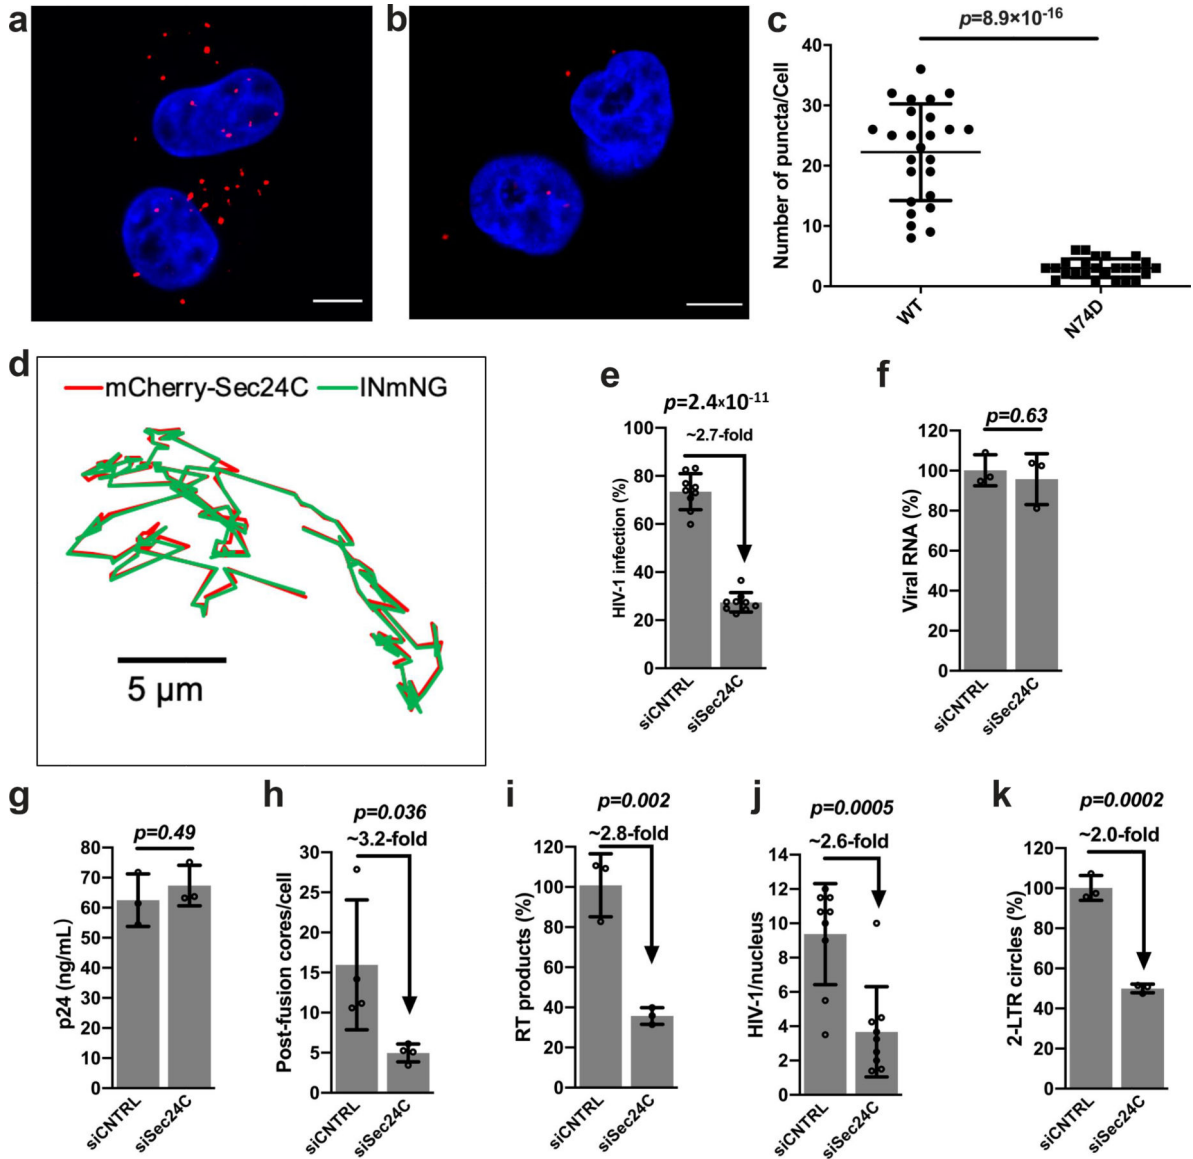 a
b
c
p=8.9×10-16
Number of puncta/Cell
40
30
20
10
0
WT
N74D
d
mCherry-Sec24C
INmNG
5 µm
e
p=2.4×10-11
~2.7-fold
HIV-1 infection (%)
100
80
60
40
20
0
siCNTRL
siSec24C
f
p=0.63
Viral RNA (%)
120
100
80
60
40
20
0
siCNTRL
siSec24C
g
p=0.49
p24 (ng/mL)
80
70
60
50
40
30
20
10
0
siCNTRL
siSec24C
h
p=0.036
~3.2-fold
Post-fusion cores/cell
30
25
20
15
10
5
0
siCNTRL
siSec24C
i
p=0.002
~2.8-fold
RT products (%)
120
100
80
60
40
20
0
siCNTRL
siSec24C
j
p=0.0005
~2.6-fold
HIV-1/nucleus
14
12
10
8
6
4
2
0
siCNTRL
siSec24C
k
p=0.0002
~2.0-fold
2-LTR circles (%)
120
100
80
60
40
20
0
siCNTRL
siSec24C